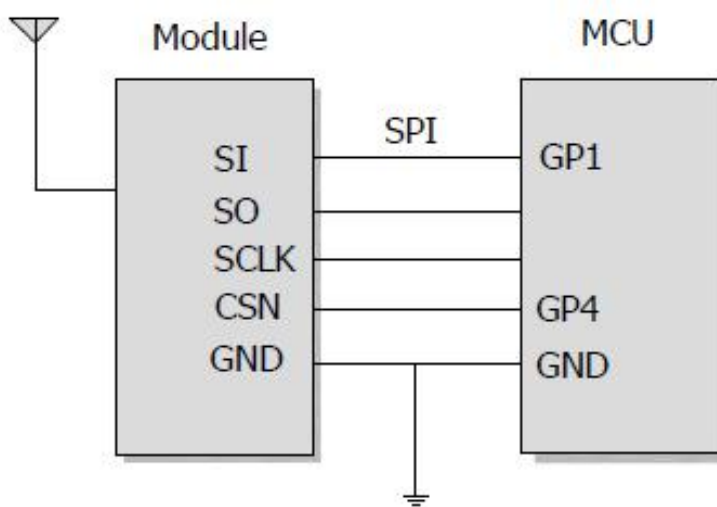 Module
MCU
SPI
SI
GP1
SO
SCLK
CSN
GP4
GND
GND